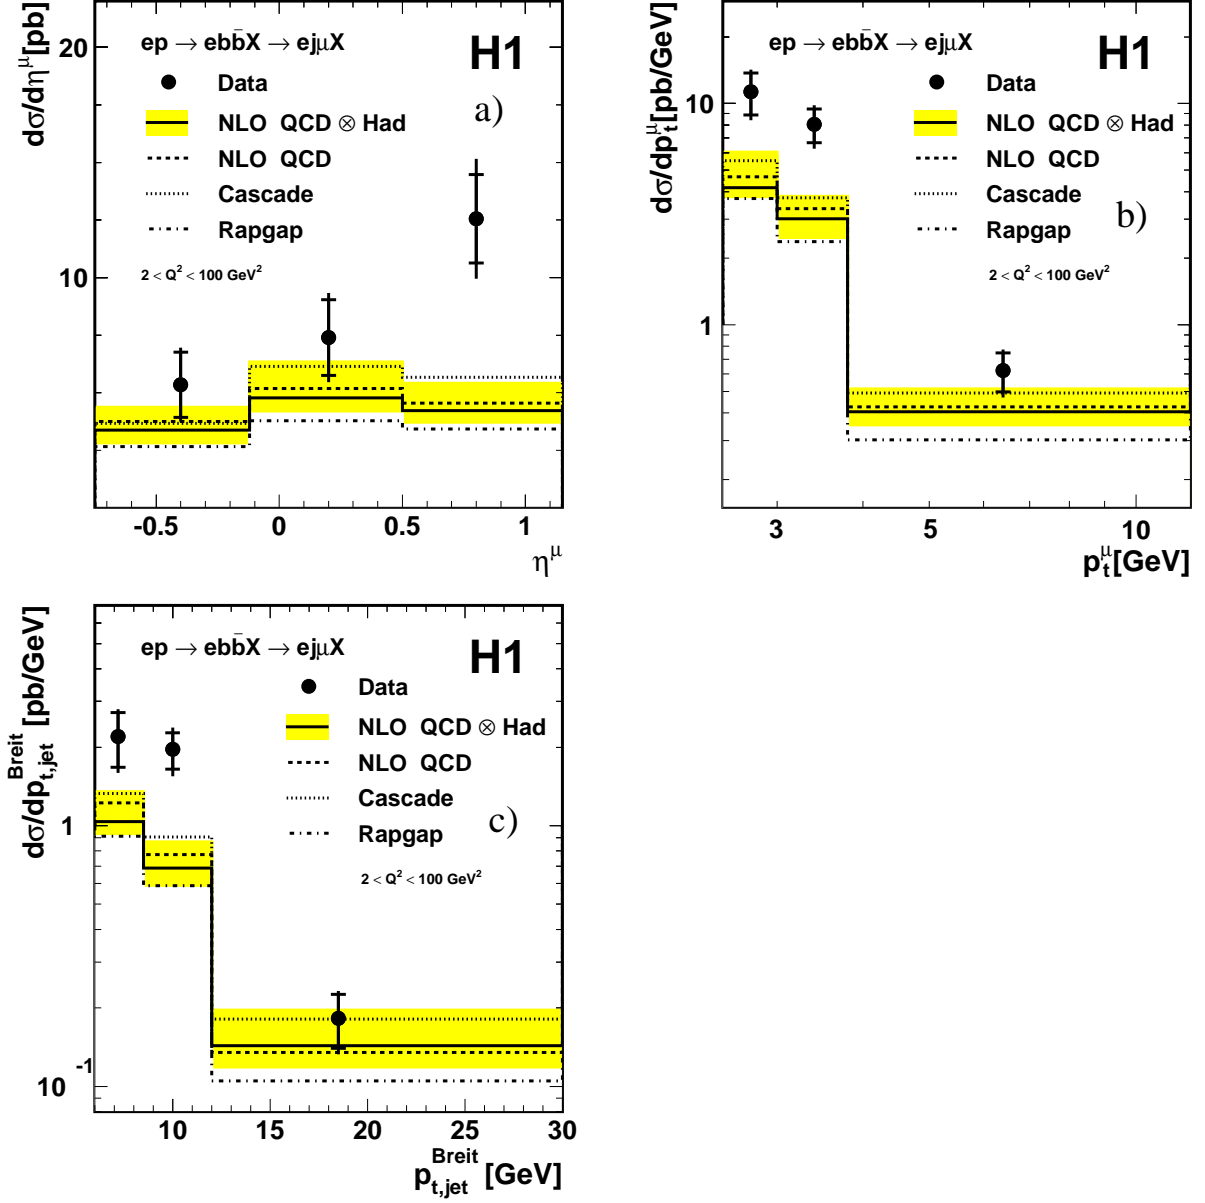 dσ/dη^μ [pb]
20
10
ep → ebb̄X → ejμX
H1
Data
a)
NLO QCD ⊗ Had
NLO QCD
Cascade
Rapgap
2 < Q² < 100 GeV²
-0.5 0 0.5 1
η^μ
dσ/dp_t^μ [pb/GeV]
10
1
ep → ebb̄X → ejμX
H1
Data
NLO QCD ⊗ Had
NLO QCD
Cascade
b)
Rapgap
2 < Q² < 100 GeV²
3 5 10
p_t^μ [GeV]
dσ/dp_{t,jet}^{Breit} [pb/GeV]
1
10^-1
ep → ebb̄X → ejμX
H1
Data
NLO QCD ⊗ Had
NLO QCD
Cascade
c)
Rapgap
2 < Q² < 100 GeV²
10 15 20 25 30
p_{t,jet}^{Breit} [GeV]